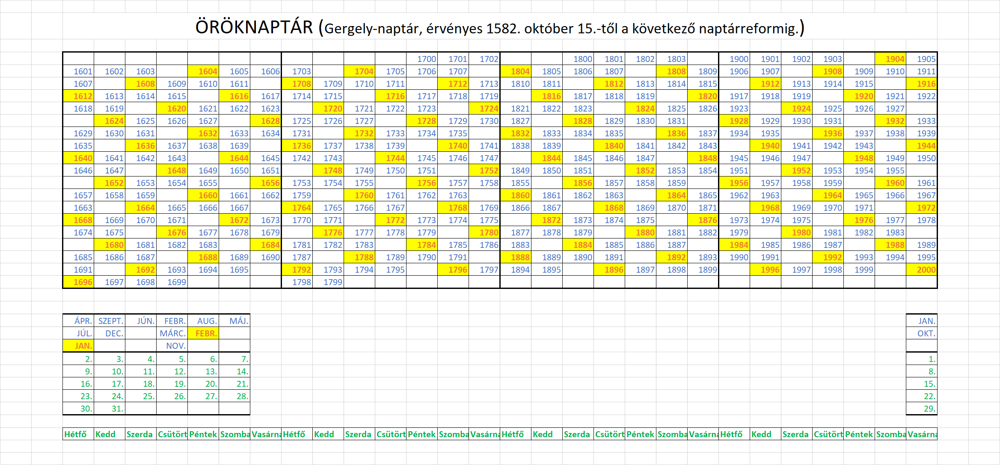 ÖRÖKNAPTÁR (Gergely-naptár, érvényes 1582. október 15.-től a következő naptárreformig.)
1700 1701 1702 1800 1801 1802 1803 1900 1901 1902 1903 1904 1905
1601 1602 1603 1604 1605 1606 1703 1704 1705 1706 1707 1804 1805 1806 1807 1808 1809 1906 1907 1908 1909 1910 1911
1607 1608 1609 1610 1611 1708 1709 1710 1711 1712 1713 1810 1811 1812 1813 1814 1815 1912 1913 1914 1915 1916
1612 1613 1614 1615 1616 1617 1714 1715 1716 1717 1718 1719 1816 1817 1818 1819 1820 1917 1918 1919 1920 1921 1922
1618 1619 1620 1621 1622 1623 1720 1721 1722 1723 1724 1821 1822 1823 1824 1825 1826 1923 1924 1925 1926 1927
1624 1625 1626 1627 1628 1725 1726 1727 1728 1729 1730 1827 1828 1829 1830 1831 1928 1929 1930 1931 1932 1933
1629 1630 1631 1632 1633 1634 1731 1732 1733 1734 1735 1832 1833 1834 1835 1836 1837 1934 1935 1936 1937 1938 1939
1635 1636 1637 1638 1639 1736 1737 1738 1739 1740 1741 1838 1839 1840 1841 1842 1843 1940 1941 1942 1943 1944
1640 1641 1642 1643 1644 1645 1742 1743 1744 1745 1746 1747 1844 1845 1846 1847 1848 1945 1946 1947 1948 1949 1950
1646 1647 1648 1649 1650 1651 1748 1749 1750 1751 1752 1849 1850 1851 1852 1853 1854 1951 1952 1953 1954 1955
1652 1653 1654 1655 1656 1753 1754 1755 1756 1757 1758 1855 1856 1857 1858 1859 1956 1957 1958 1959 1960 1961
1657 1658 1659 1660 1661 1662 1759 1760 1761 1762 1763 1860 1861 1862 1863 1864 1865 1962 1963 1964 1965 1966 1967
1663 1664 1665 1666 1667 1764 1765 1766 1767 1768 1769 1866 1867 1868 1869 1870 1871 1968 1969 1970 1971 1972
1668 1669 1670 1671 1672 1673 1770 1771 1772 1773 1774 1775 1872 1873 1874 1875 1876 1973 1974 1975 1976 1977 1978
1674 1675 1676 1677 1678 1679 1776 1777 1778 1779 1780 1877 1878 1879 1880 1881 1882 1979 1980 1981 1982 1983
1680 1681 1682 1683 1684 1781 1782 1783 1784 1785 1786 1883 1884 1885 1886 1887 1984 1985 1986 1987 1988 1989
1685 1686 1687 1688 1689 1690 1787 1788 1789 1790 1791 1888 1889 1890 1891 1892 1893 1990 1991 1992 1993 1994 1995
1691 1692 1693 1694 1695 1792 1793 1794 1795 1796 1797 1894 1895 1896 1897 1898 1899 1996 1997 1998 1999 2000
1696 1697 1698 1699 1798 1799
ÁPR. SZEPT. JÚN. FEBR. AUG. MÁJ. JAN.
JÚL. DEC. MÁRC. FEBR. OKT.
JAN. NOV.
2. 3. 4. 5. 6. 7. 1.
9. 10. 11. 12. 13. 14. 8.
16. 17. 18. 19. 20. 21. 15.
23. 24. 25. 26. 27. 28. 22.
30. 31. 29.
Hétfő Kedd Szerda Csütört Péntek Szomba Vasárna Hétfő Kedd Szerda Csütört Péntek Szomba Vasárna Hétfő Kedd Szerda Csütört Péntek Szomba Vasárna Hétfő Kedd Szerda Csütört Péntek Szomba Vasárna